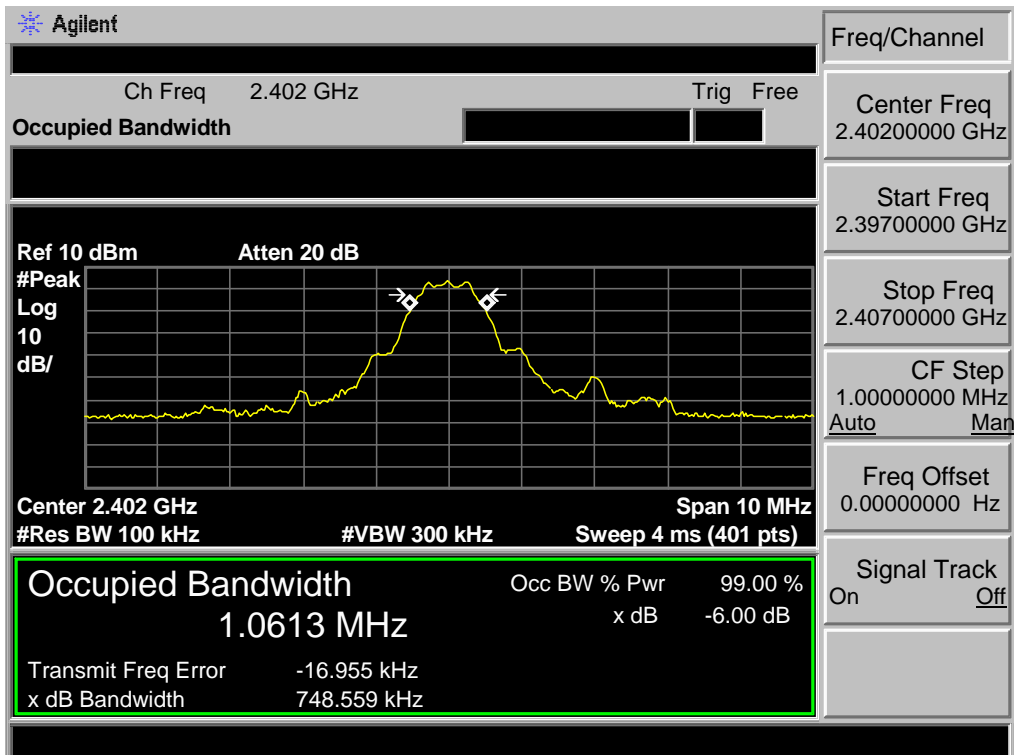 Agilent
Freq/Channel
Ch Freq 2.402 GHz Trig Free
Occupied Bandwidth
Center Freq
2.40200000 GHz
Start Freq
2.39700000 GHz
Stop Freq
2.40700000 GHz
CF Step
1.00000000 MHz
Auto Man
Freq Offset
0.00000000 Hz
Signal Track
On Off
Ref 10 dBm Atten 20 dB
#Peak
Log
10
dB/
Center 2.402 GHz Span 10 MHz
#Res BW 100 kHz #VBW 300 kHz Sweep 4 ms (401 pts)
Occupied Bandwidth Occ BW % Pwr 99.00 %
1.0613 MHz x dB -6.00 dB
Transmit Freq Error -16.955 kHz
x dB Bandwidth 748.559 kHz